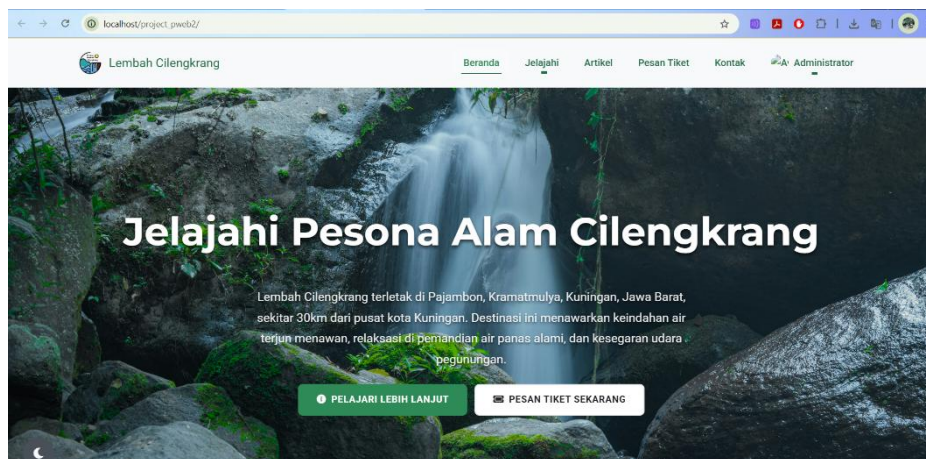 localhost/project_pweb2/
Lembah Cilengkrang
Beranda Jelajahi Artikel Pesan Tiket Kontak A Administrator
Jelajahi Pesona Alam Cilengkrang
Lembah Cilengkrang terletak di Pajambon, Kramatmulya, Kuningan, Jawa Barat,
sekitar 30km dari pusat kota Kuningan. Destinasi ini menawarkan keindahan air
terjun menawan, relaksasi di pemandian air panas alami, dan kesegaran udara
pegunungan.
PELAJARI LEBIH LANJUT PESAN TIKET SEKARANG